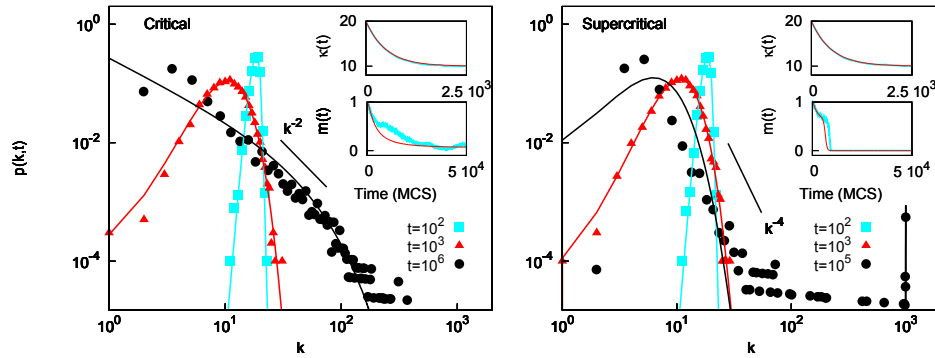 Critical
κ(t)
20
10
0
2.5 10³
m(t)
1
0
0
5 10⁴
Time (MCS)
k⁻²
t=10²
t=10³
t=10⁶
p(k,t)
10⁰
10⁻²
10⁻⁴
10⁰
10¹
10²
10³
k
Supercritical
κ(t)
20
10
0
2.5 10³
m(t)
1
0
0
5 10⁴
Time (MCS)
k⁻⁴
t=10²
t=10³
t=10⁵
10⁰
10⁻²
10⁻⁴
10⁰
10¹
10²
10³
k